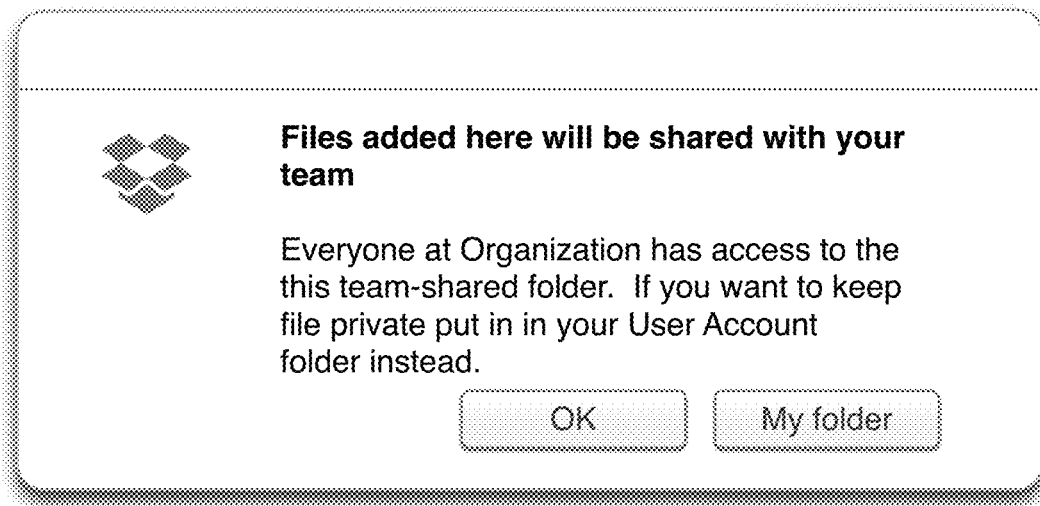 Files added here will be shared with your
team
Everyone at Organization has access to the
this team-shared folder.  If you want to keep
file private put in in your User Account
folder instead.
OK
My folder